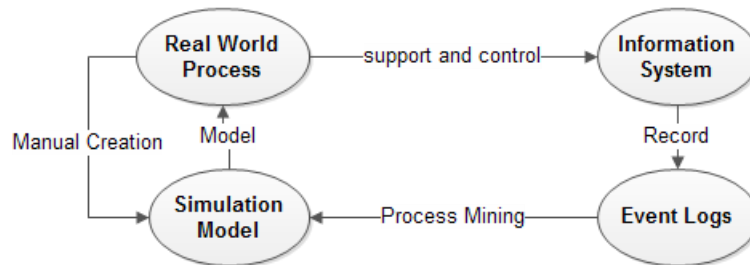 Real World
Process
support and control
Information
System
Manual Creation
Model
Record
Simulation
Model
Process Mining
Event Logs